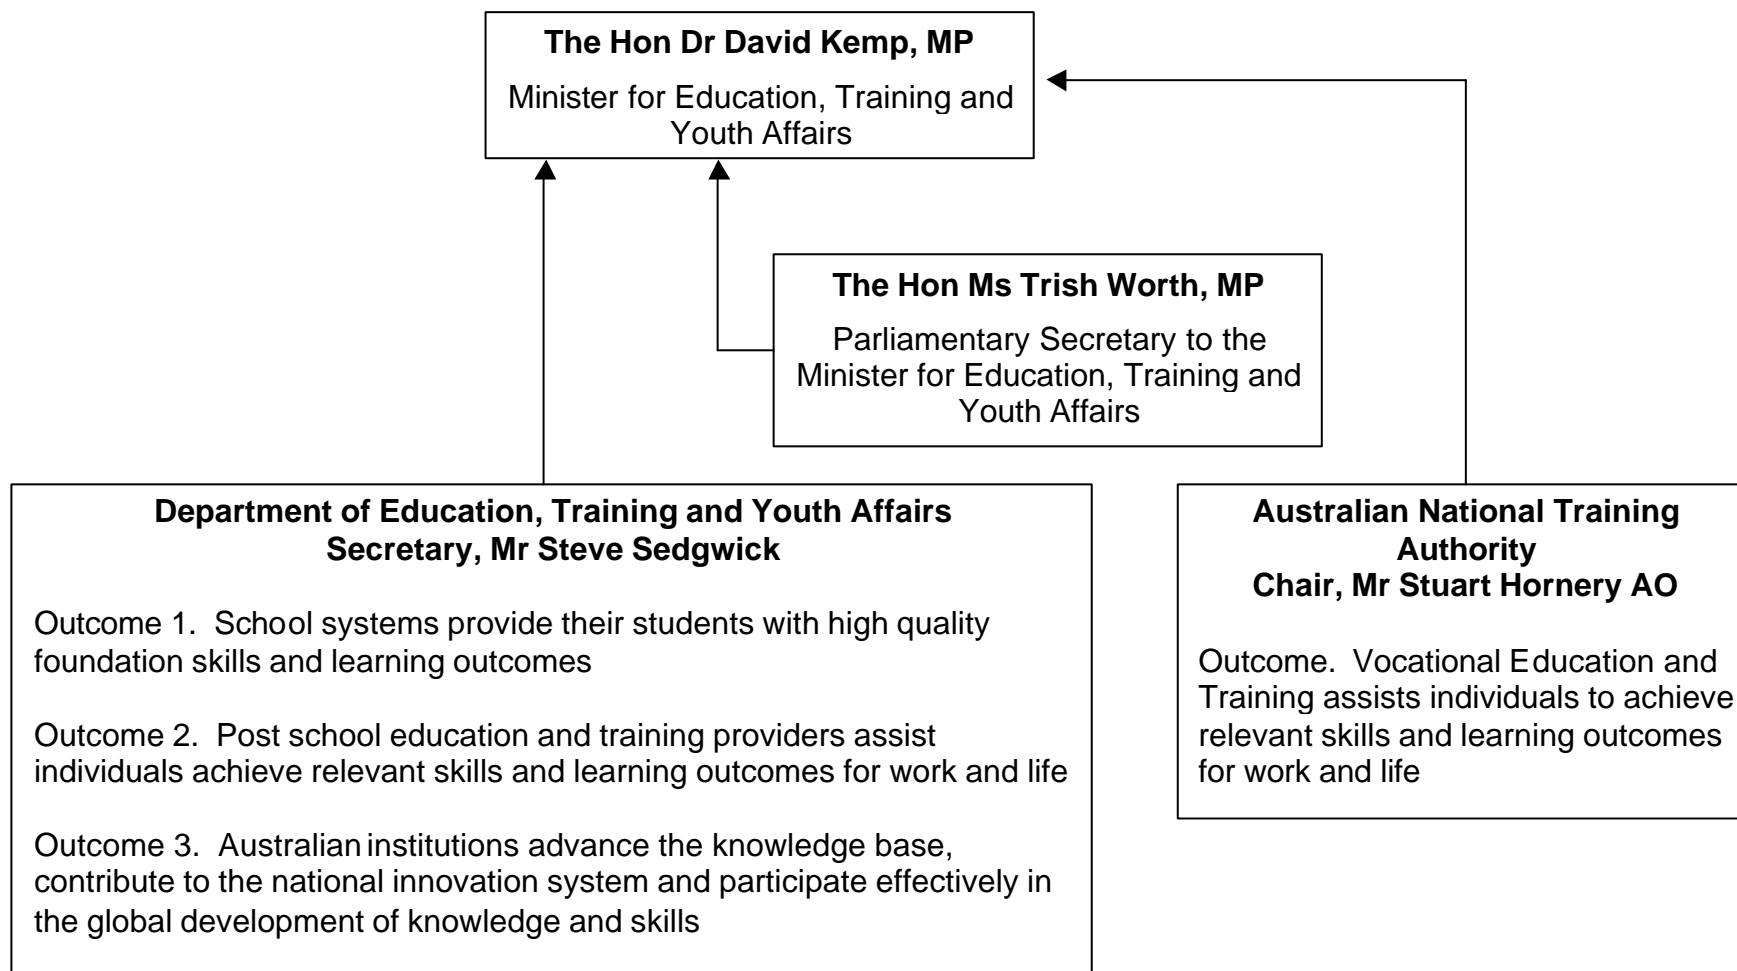 The Hon Dr David Kemp, MP
Minister for Education, Training and
Youth Affairs
The Hon Ms Trish Worth, MP
Parliamentary Secretary to the
Minister for Education, Training and
Youth Affairs
Department of Education, Training and Youth Affairs
Secretary, Mr Steve Sedgwick
Outcome 1.  School systems provide their students with high quality
foundation skills and learning outcomes
Outcome 2.  Post school education and training providers assist
individuals achieve relevant skills and learning outcomes for work and life
Outcome 3.  Australian institutions advance the knowledge base,
contribute to the national innovation system and participate effectively in
the global development of knowledge and skills
Australian National Training
Authority
Chair, Mr Stuart Hornery AO
Outcome.  Vocational Education and
Training assists individuals to achieve
relevant skills and learning outcomes
for work and life